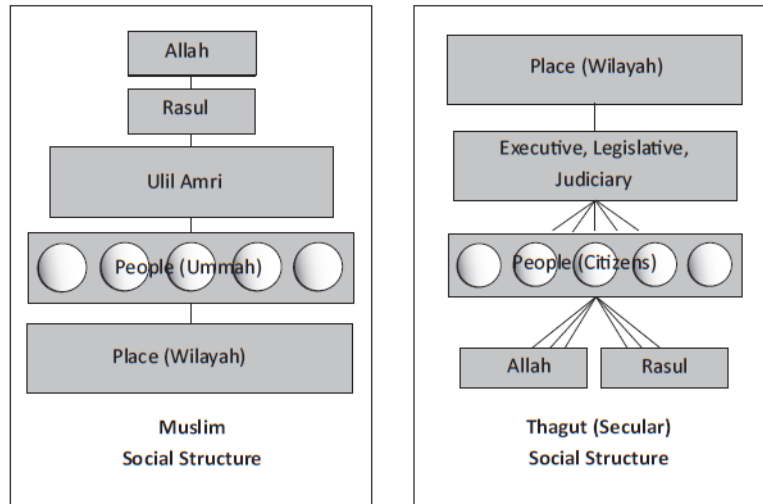 Allah
Rasul
Ulil Amri
People (Ummah)
Place (Wilayah)
Muslim
Social Structure
Place (Wilayah)
Executive, Legislative,
Judiciary
People (Citizens)
Allah
Rasul
Thagut (Secular)
Social Structure